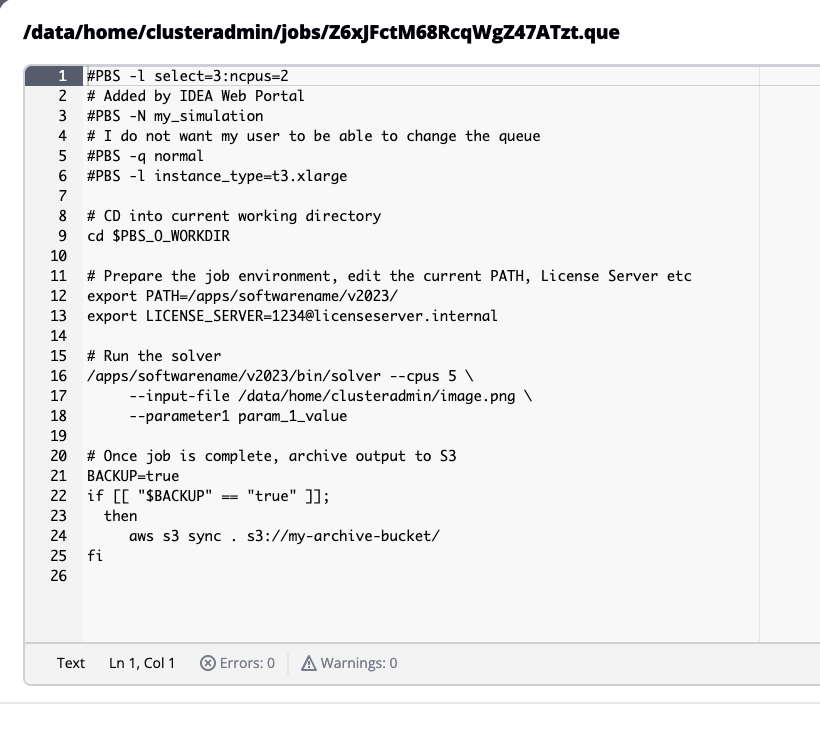 /data/home/clusteradmin/jobs/Z6xJFctM68RcqWgZ47ATzt.que
1 #PBS -l select=3:ncpus=2
2 # Added by IDEA Web Portal
3 #PBS -N my_simulation
4 # I do not want my user to be able to change the queue
5 #PBS -q normal
6 #PBS -l instance_type=t3.xlarge
7
8 # CD into current working directory
9 cd $PBS_O_WORKDIR
10
11 # Prepare the job environment, edit the current PATH, License Server etc
12 export PATH=/apps/softwarename/v2023/
13 export LICENSE_SERVER=1234@licenseserver.internal
14
15 # Run the solver
16 /apps/softwarename/v2023/bin/solver --cpus 5 \
17      --input-file /data/home/clusteradmin/image.png \
18      --parameter1 param_1_value
19
20 # Once job is complete, archive output to S3
21 BACKUP=true
22 if [[ "$BACKUP" == "true" ]];
23   then
24      aws s3 sync . s3://my-archive-bucket/
25 fi
26
Text Ln 1, Col 1 Errors: 0 Warnings: 0